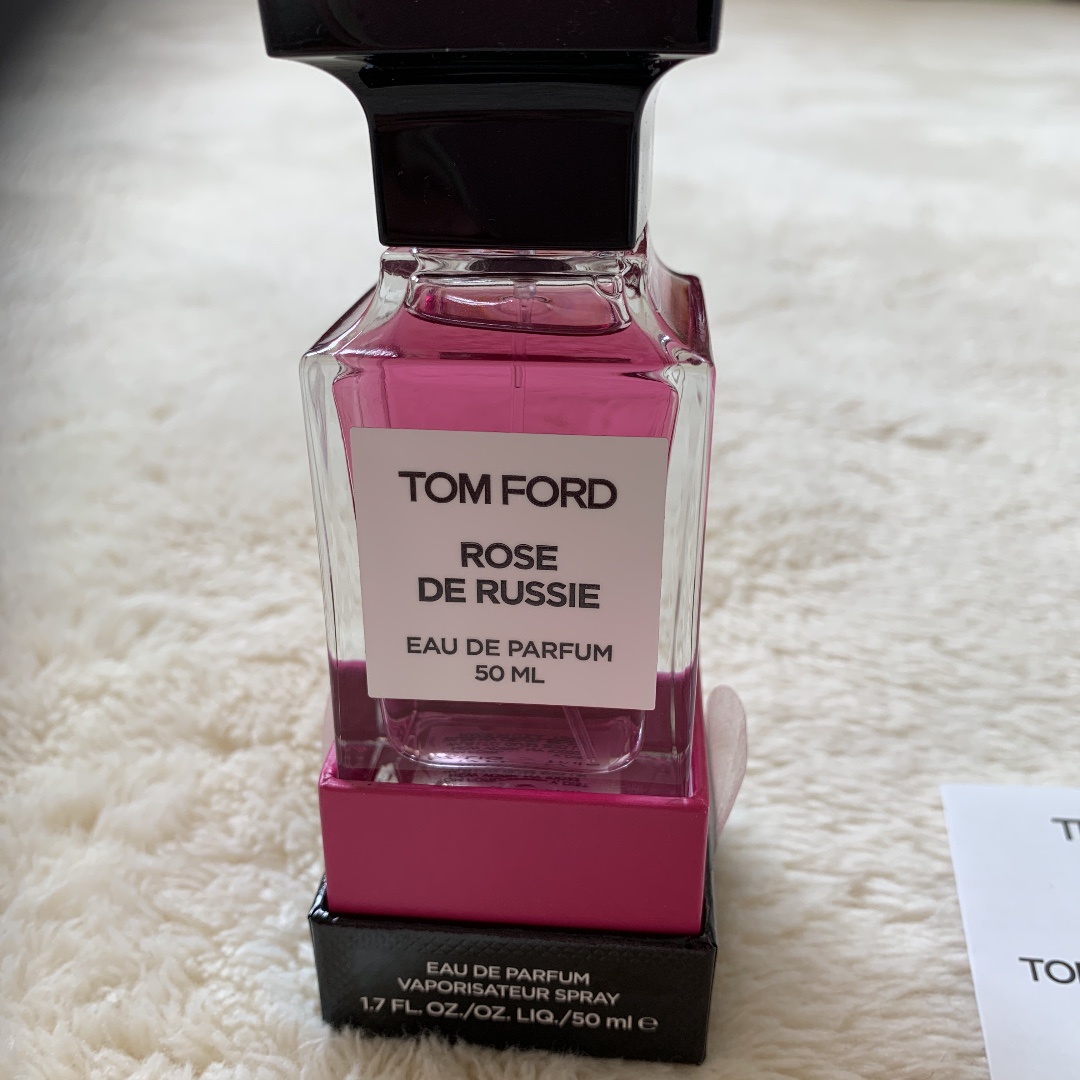 TOM FORD
ROSE
DE RUSSIE
EAU DE PARFUM
50 ML
EAU DE PARFUM
VAPORISATEUR SPRAY
1.7 FL. OZ./OZ. LIQ./50 ml ℮